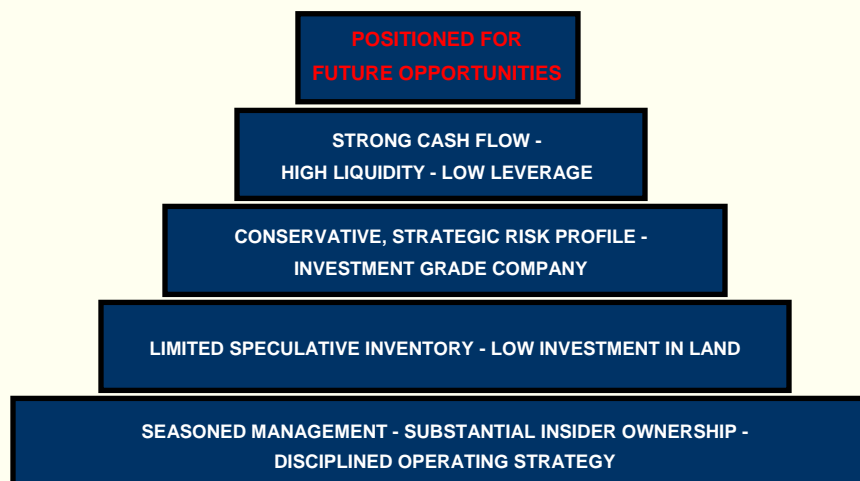 POSITIONED FOR
FUTURE OPPORTUNITIES
STRONG CASH FLOW -
HIGH LIQUIDITY - LOW LEVERAGE
CONSERVATIVE, STRATEGIC RISK PROFILE -
INVESTMENT GRADE COMPANY
LIMITED SPECULATIVE INVENTORY - LOW INVESTMENT IN LAND
SEASONED MANAGEMENT - SUBSTANTIAL INSIDER OWNERSHIP -
DISCIPLINED OPERATING STRATEGY